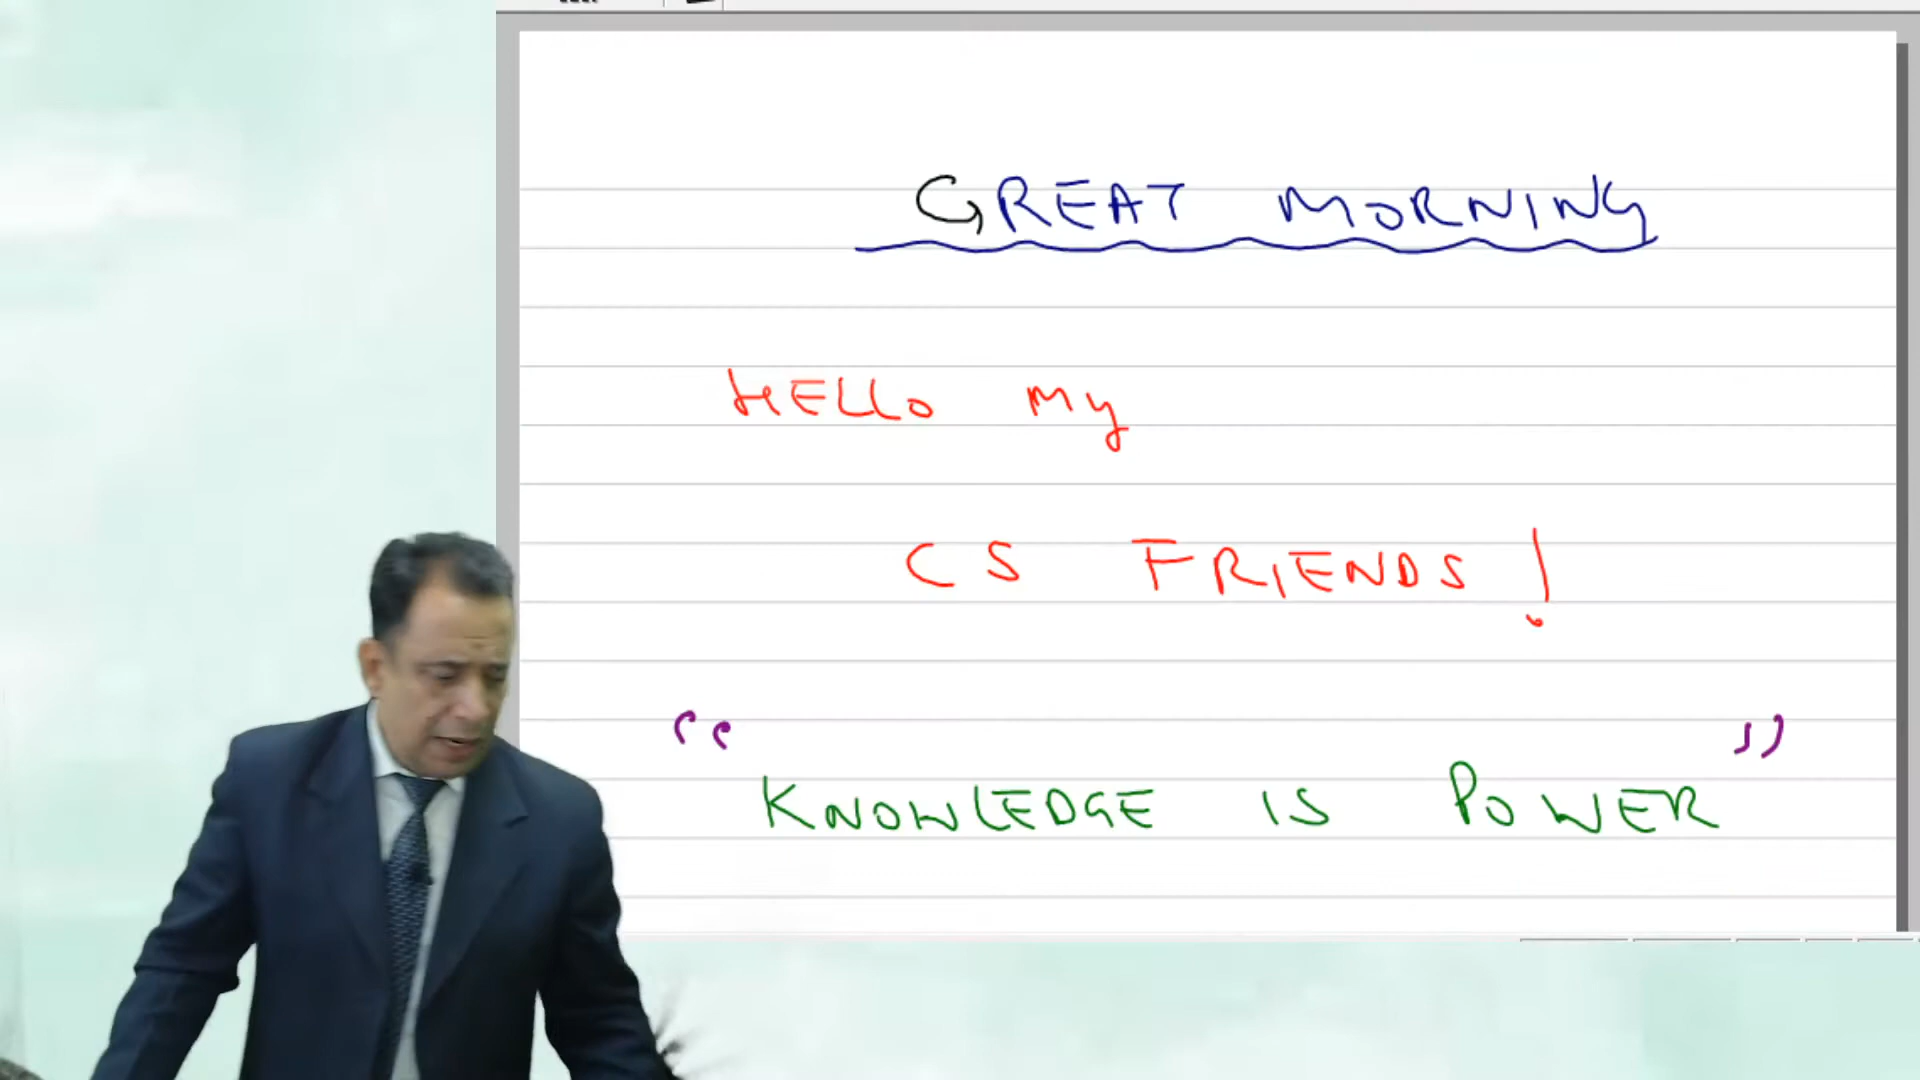 GREAT MORNING
HELLO My
CS FRIENDS!
“KNOWLEDGE IS POWER”